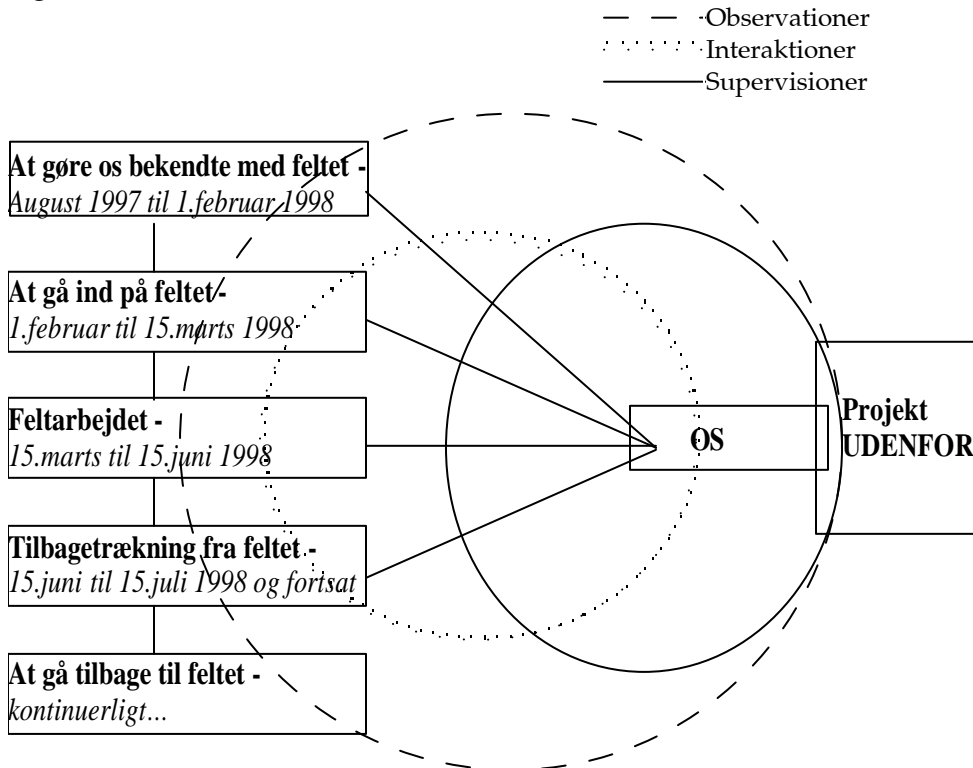 Observationer
Interaktioner
Supervisioner
At gøre os bekendte med feltet -
August 1997 til 1.februar 1998
At gå ind på feltet -
1.februar til 15.marts 1998
Feltarbejdet -
15.marts til 15.juni 1998
Tilbagetrækning fra feltet -
15.juni til 15.juli 1998 og fortsat
At gå tilbage til feltet -
kontinuerligt...
OS
Projekt
UDENFOR